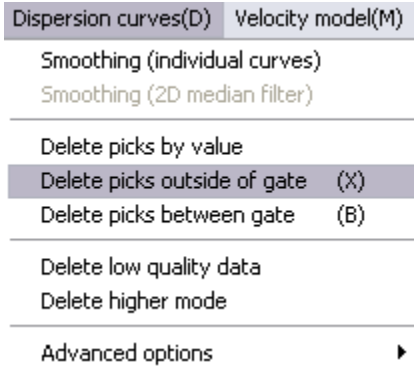 Dispersion curves(D) Velocity model(M)
Smoothing (individual curves)
Smoothing (2D median filter)
Delete picks by value
Delete picks outside of gate (X)
Delete picks between gate (B)
Delete low quality data
Delete higher mode
Advanced options